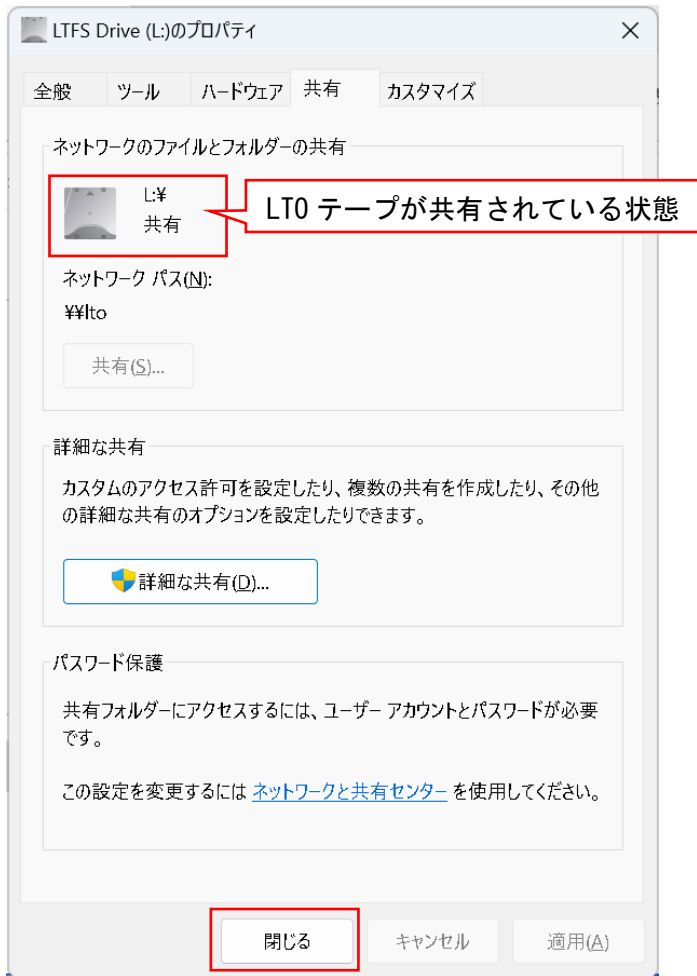 LTFS Drive (L:)のプロパティ
全般 ツール ハードウェア 共有 カスタマイズ
ネットワークのファイルとフォルダーの共有
L:¥
共有
LTO テープが共有されている状態
ネットワーク パス(N):
¥¥lto
共有(S)...
詳細な共有
カスタムのアクセス許可を設定したり、複数の共有を作成したり、その他
の詳細な共有のオプションを設定したりできます。
詳細な共有(D)...
パスワード保護
共有フォルダーにアクセスするには、ユーザー アカウントとパスワードが必要
です。
この設定を変更するには ネットワークと共有センター を使用してください。
閉じる キャンセル 適用(A)